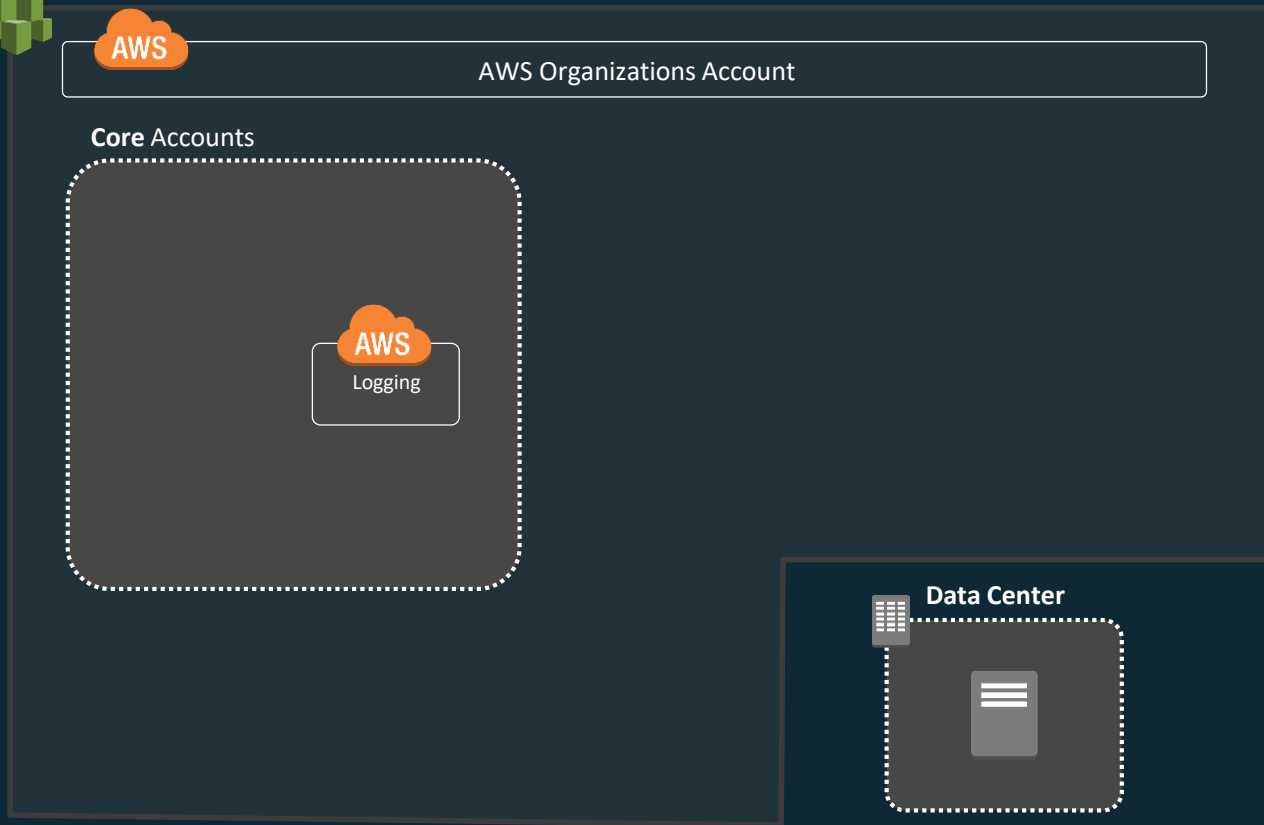 AWS
AWS Organizations Account
Core Accounts
AWS
Logging
Data Center